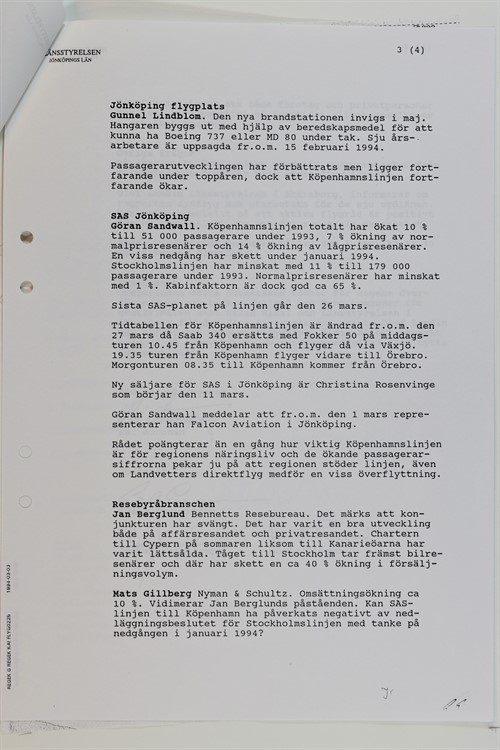 ÄNSSTYRELSEN
JÖNKÖPINGS LÄN
3 (4)
Jönköping flygplats
Gunnel Lindblom. Den nya brandstationen invigs i maj.
Hangaren byggs ut med hjälp av beredskapsmedel för att
kunna ha Boeing 737 eller MD 80 under tak. Sju års-
arbetare är uppsagda fr.o.m. 15 februari 1994.
Passagerarutvecklingen har förbättrats men ligger fort-
farande under toppåren, dock att Köpenhamnslinjen fort-
farande ökar.
SAS Jönköping
Göran Sandwall. Köpenhamnslinjen totalt har ökat 10 %
till 51 000 passagerare under 1993, 7 % ökning av nor-
malprisresenärer och 14 % ökning av lågprisresenärer.
En viss nedgång har skett under januari 1994.
Stockholmslinjen har minskat med 11 % till 179 000
passagerare under 1993. Normalprisresenärer har minskat
med 1 %. Kabinfaktorn är dock god ca 65 %.
Sista SAS-planet på linjen går den 26 mars.
Tidtabellen för Köpenhamnslinjen är ändrad fr.o.m. den
27 mars då Saab 340 ersätts med Fokker 50 på middags-
turen 10.45 från Köpenhamn och flyger då via Växjö.
19.35 turen från Köpenhamn flyger vidare till Örebro.
Morgonturen 08.35 till Köpenhamn kommer från Örebro.
Ny säljare för SAS i Jönköping är Christina Rosenvinge
som börjar den 11 mars.
Göran Sandwall meddelar att fr.o.m. den 1 mars repre-
senterar han Falcon Aviation i Jönköping.
Rådet poängterar än en gång hur viktig Köpenhamnslinjen
är för regionens näringsliv och de ökande passagerar-
siffrorna pekar ju på att regionen stöder linjen, även
om Landvetters direktflyg medför en viss överflyttning.
Resebyråbranschen
Jan Berglund Bennetts Resebureau. Det märks att kon-
junkturen har svängt. Det har varit en bra utveckling
både på affärsresandet och privatresandet. Chartern
till Cypern på sommaren liksom till Kanarieöarna har
varit lättsålda. Tåget till Stockholm tar främst bilre-
senärer och där har skett en ca 40 % ökning i försälj-
ningsvolym.
Mats Gillberg Nyman & Schultz. Omsättningsökning ca
10 %. Vidimerar Jan Berglunds påståenden. Kan SAS-
linjen till Köpenhamn ha påverkats negativt av ned-
läggningsbeslutet för Stockholmslinjen med tanke på
nedgången i januari 1994?